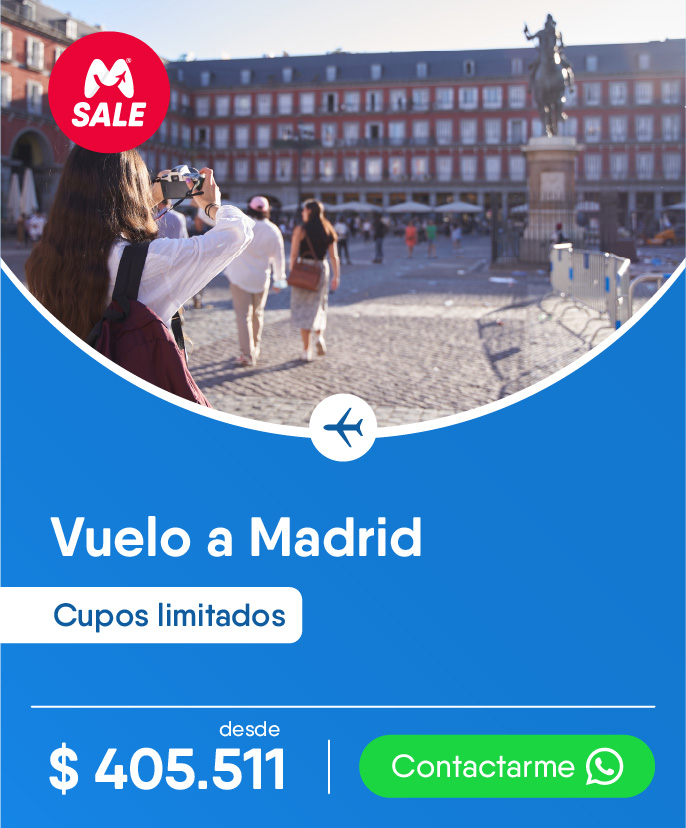 M®
SALE
Vuelo a Madrid
Cupos limitados
desde
$ 405.511
Contactarme